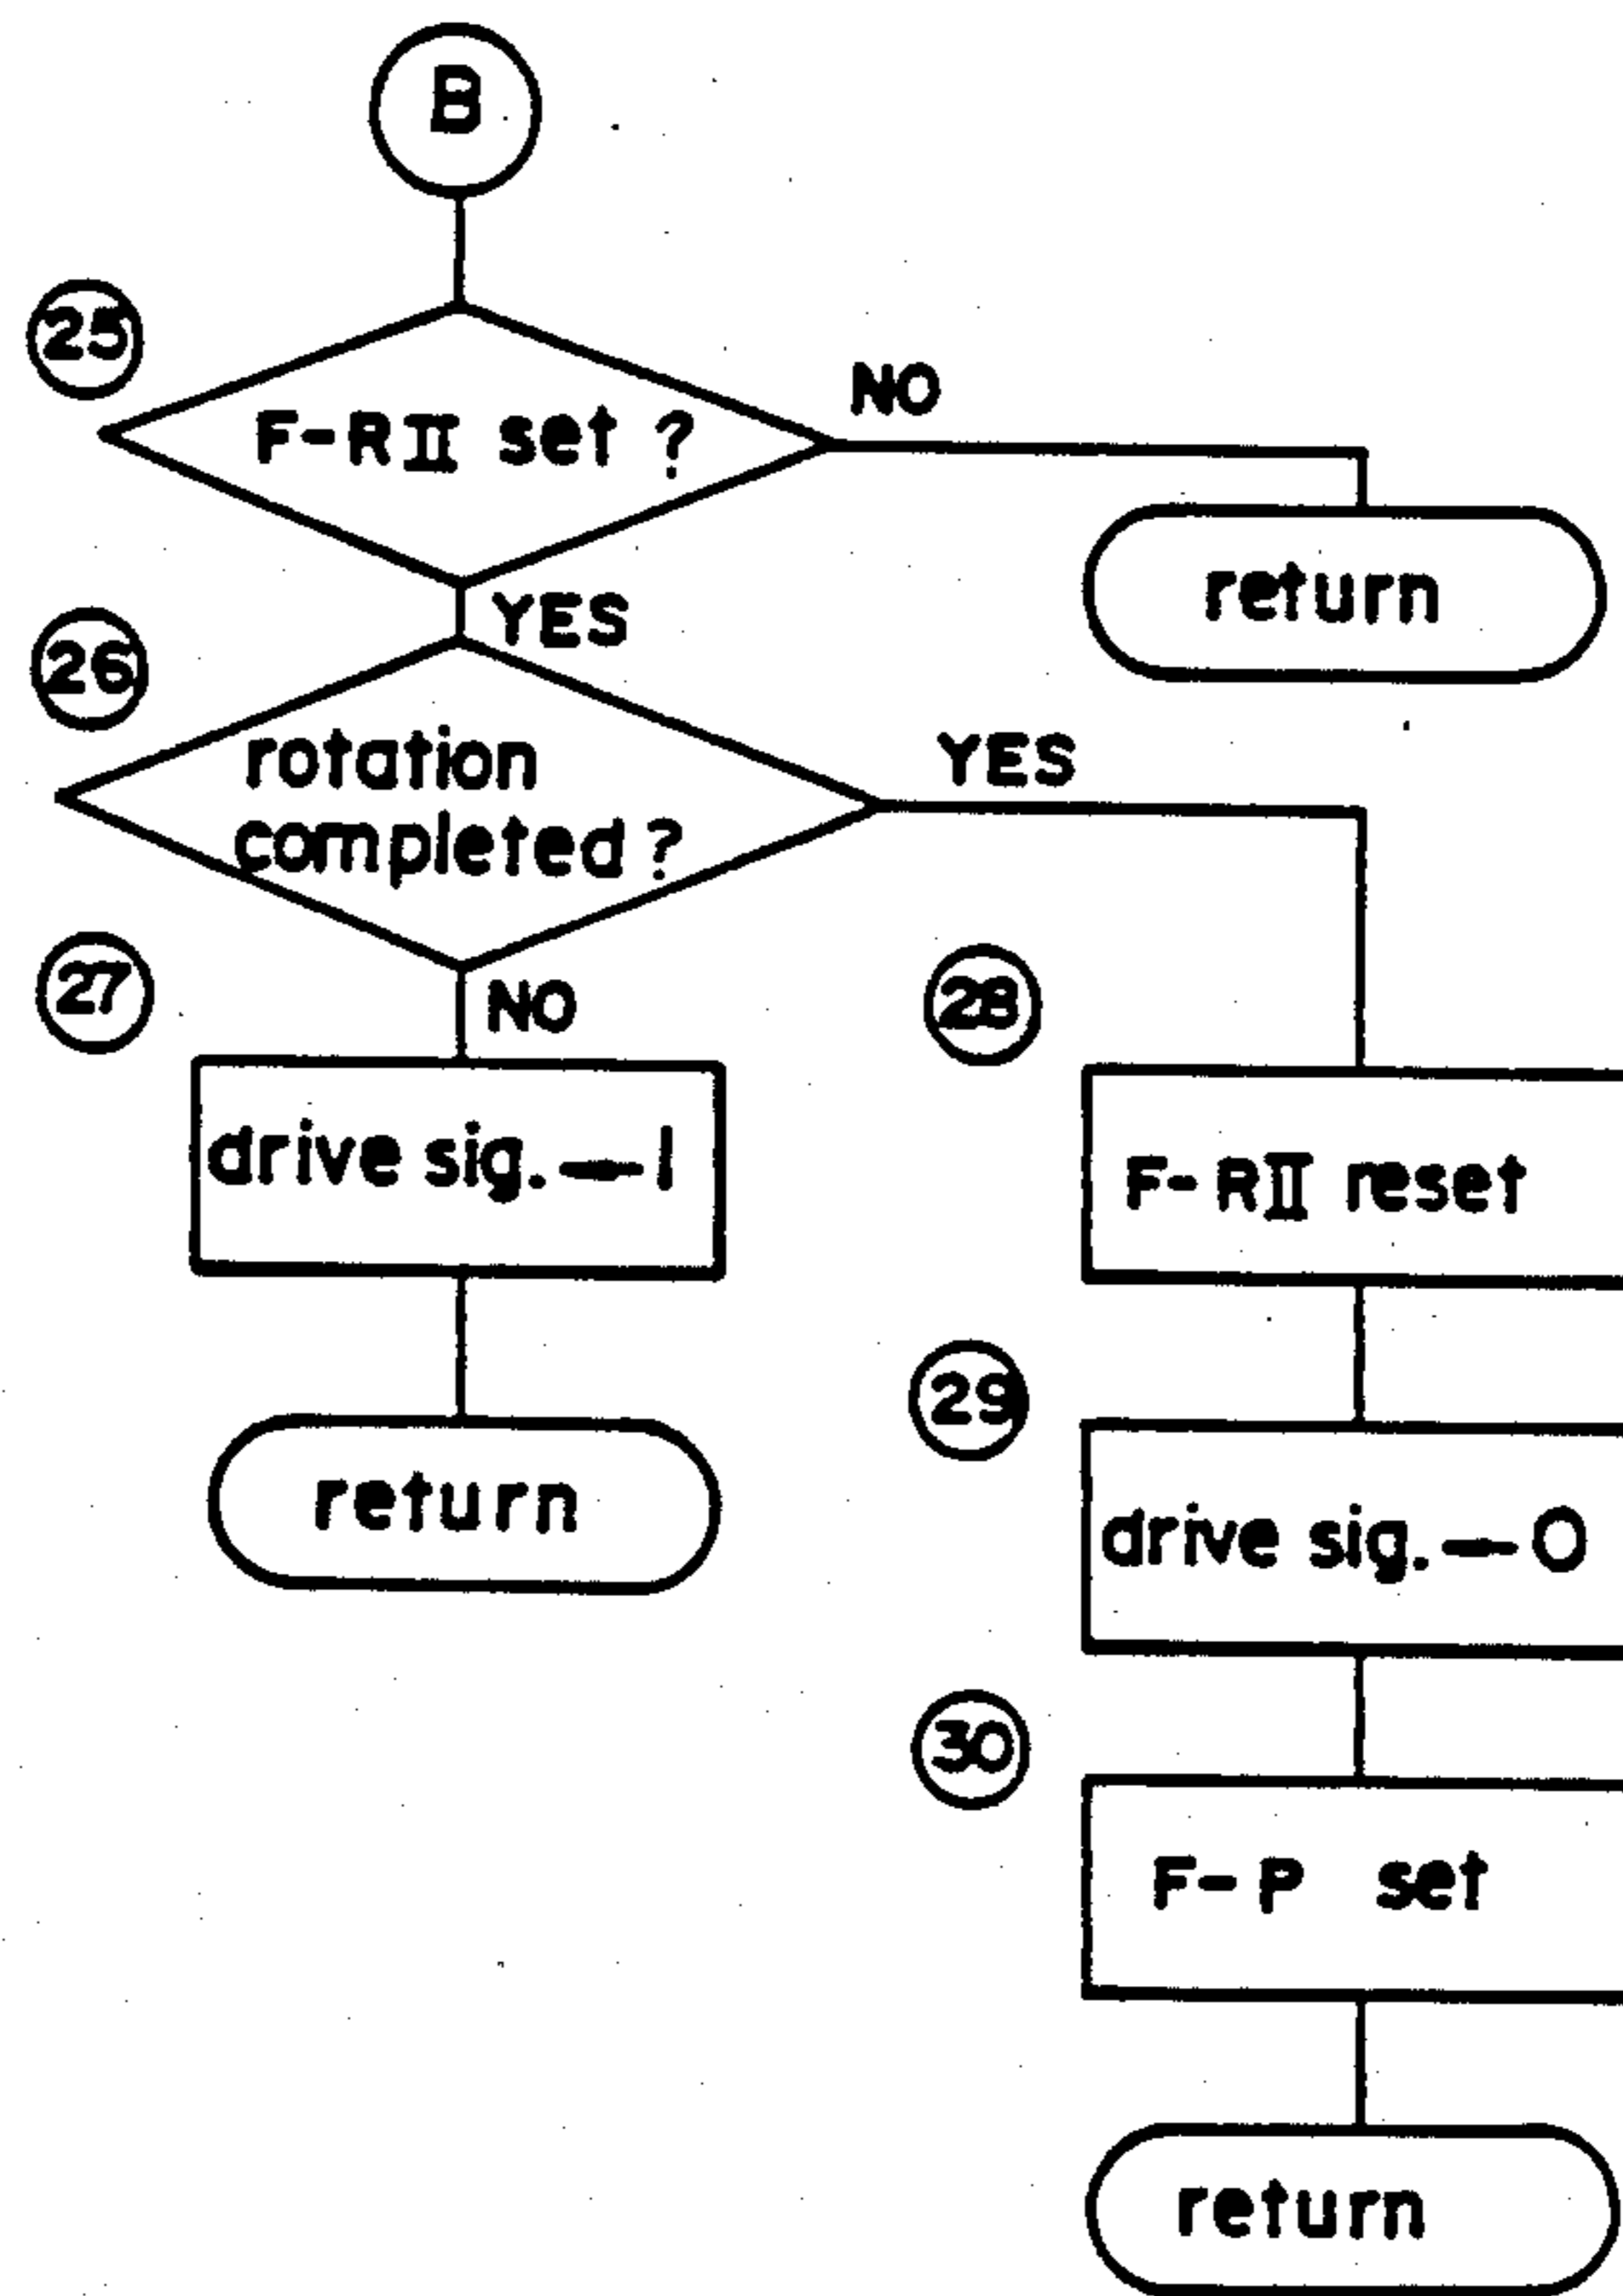 B
25
F-RII set ?
NO
return
YES
26
rotation
completed ?
YES
27
NO
28
drive sig. — 1
F-RII reset
29
return
drive sig. — 0
30
F-P set
return